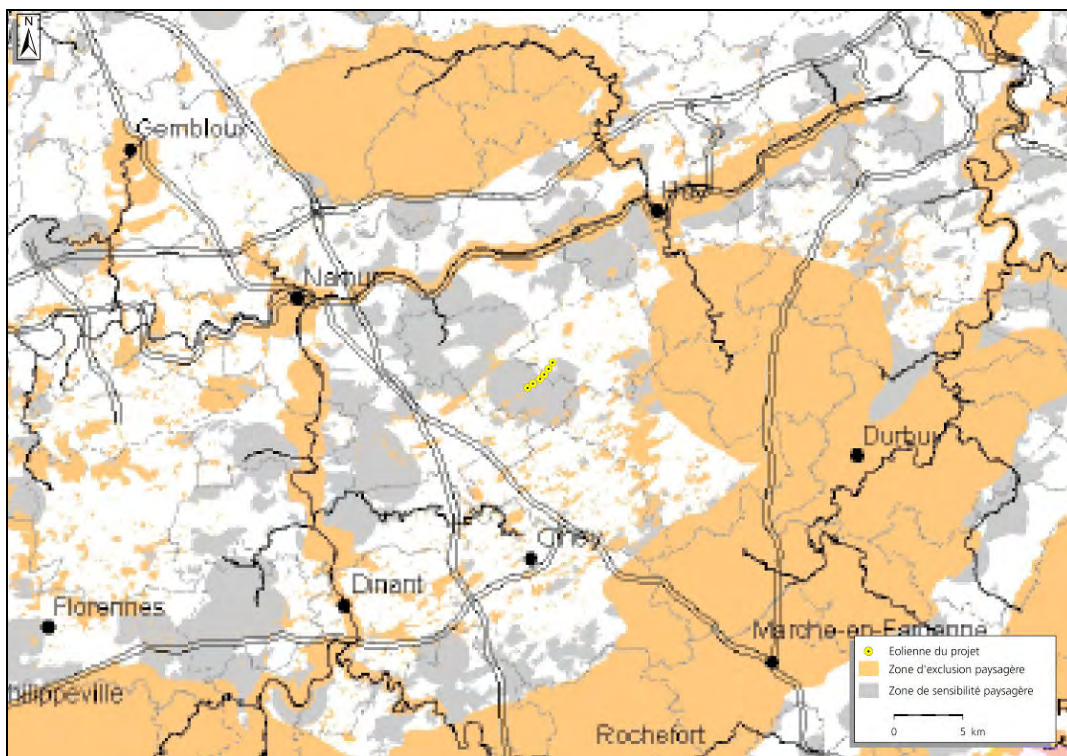 N
Gembloux
Huy
Namur
Durbuy
Ciney
Dinant
Florennes
Marche-en-Famenne
Philippeville
Rochefort
Eolienne du projet
Zone d'exclusion paysagère
Zone de sensibilité paysagère
0 5 km